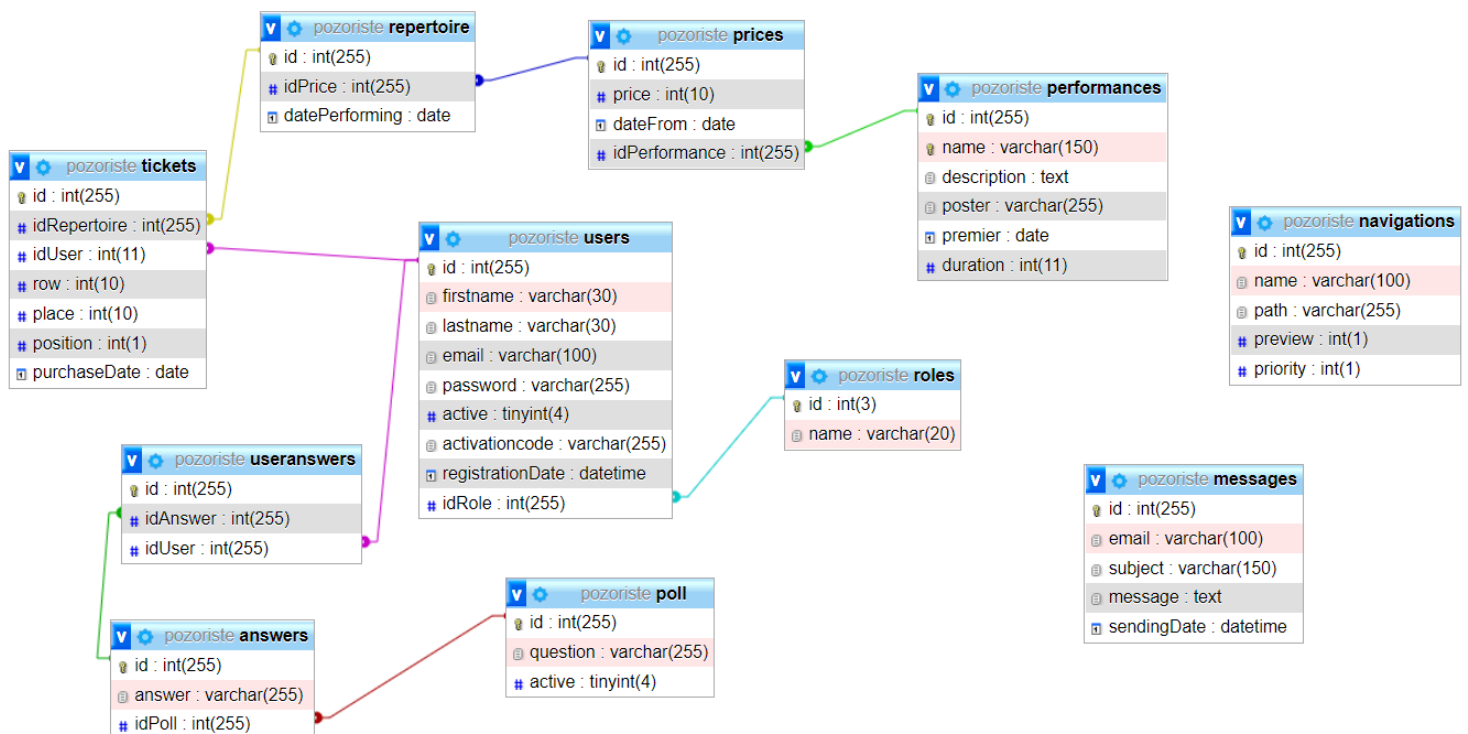 pozoriste repertoire
id : int(255)
idPrice : int(255)
datePerforming : date
pozoriste prices
id : int(255)
price : int(10)
dateFrom : date
idPerformance : int(255)
pozoriste performances
id : int(255)
name : varchar(150)
description : text
poster : varchar(255)
premier : date
duration : int(11)
pozoriste tickets
id : int(255)
idRepertoire : int(255)
idUser : int(11)
row : int(10)
place : int(10)
position : int(1)
purchaseDate : date
pozoriste users
id : int(255)
firstname : varchar(30)
lastname : varchar(30)
email : varchar(100)
password : varchar(255)
active : tinyint(4)
activationcode : varchar(255)
registrationDate : datetime
idRole : int(255)
pozoriste navigations
id : int(255)
name : varchar(100)
path : varchar(255)
preview : int(1)
priority : int(1)
pozoriste roles
id : int(3)
name : varchar(20)
pozoriste useranswers
id : int(255)
idAnswer : int(255)
idUser : int(255)
pozoriste messages
id : int(255)
email : varchar(100)
subject : varchar(150)
message : text
sendingDate : datetime
pozoriste poll
id : int(255)
question : varchar(255)
active : tinyint(4)
pozoriste answers
id : int(255)
answer : varchar(255)
idPoll : int(255)